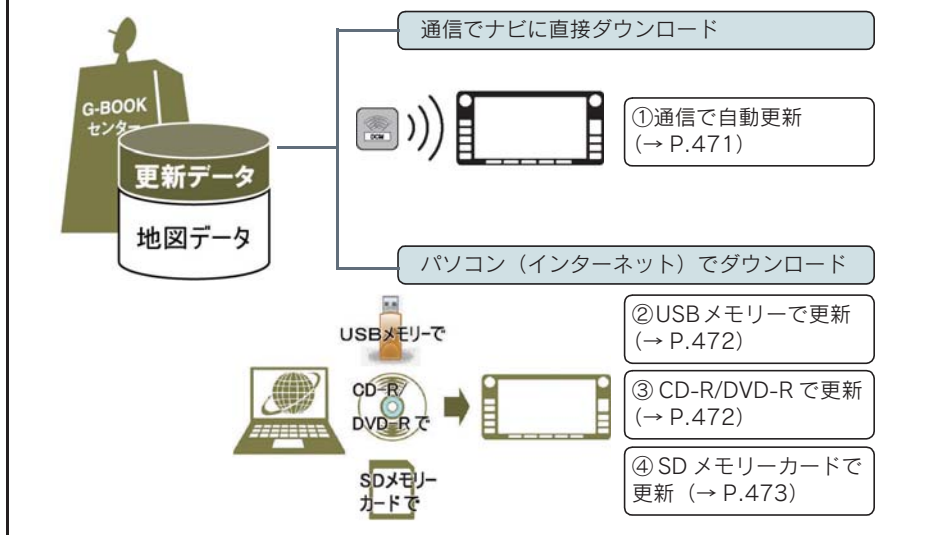 通信でナビに直接ダウンロード
G-BOOK
センター
更新データ
地図データ
DCM
①通信で自動更新
（→ P.471）
パソコン（インターネット）でダウンロード
USBメモリーで
②USBメモリーで更新
（→ P.472）
CD-R/
DVD-Rで
③ CD-R/DVD-R で更新
（→ P.472）
SDメモリー
カードで
④ SD メモリーカードで
更新（→ P.473）